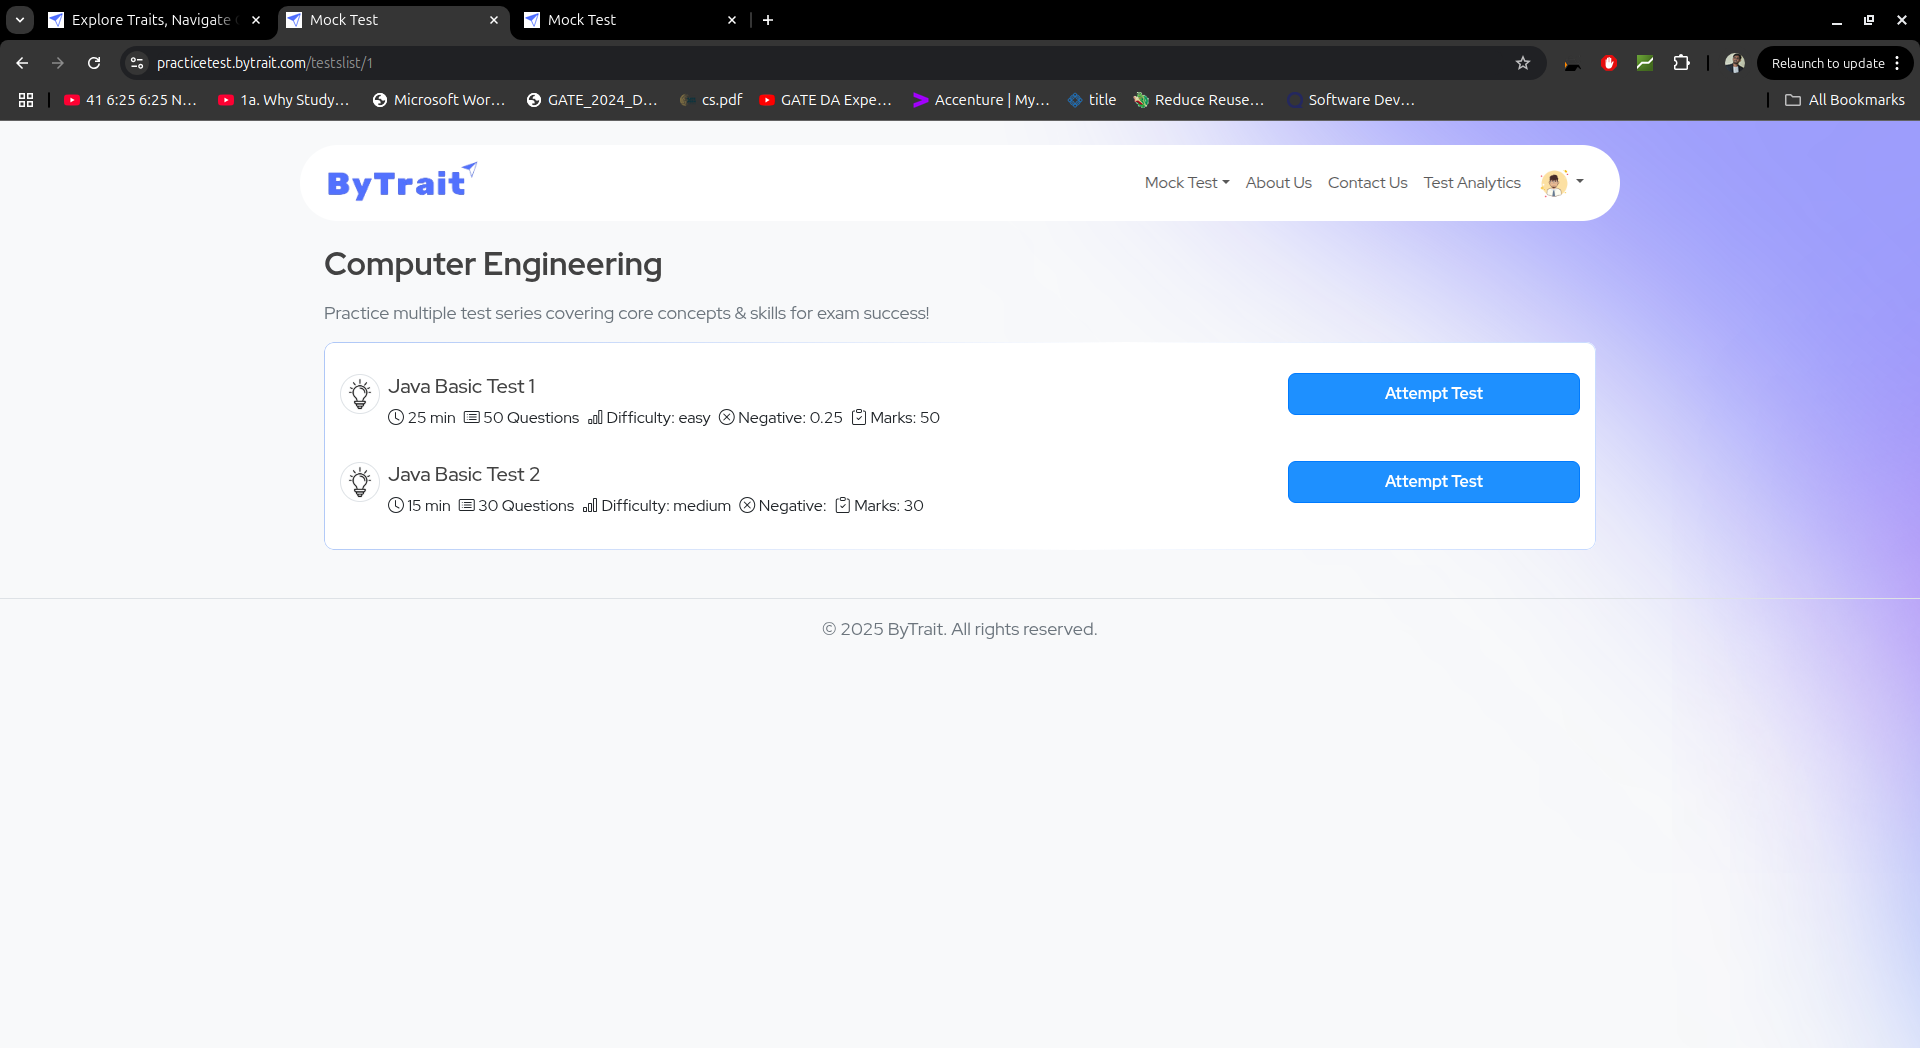 Explore Traits, Navigate
Mock Test
Mock Test
practicetest.bytrait.com/testslist/1
Relaunch to update
41 6:25 6:25 N...
1a. Why Study...
Microsoft Wor...
GATE_2024_D...
cs.pdf
GATE DA Expe...
Accenture | My...
title
Reduce Reuse...
Software Dev...
All Bookmarks
ByTrait
Mock Test
About Us
Contact Us
Test Analytics
Computer Engineering
Practice multiple test series covering core concepts & skills for exam success!
Java Basic Test 1
Attempt Test
25 min 50 Questions Difficulty: easy Negative: 0.25 Marks: 50
Java Basic Test 2
Attempt Test
15 min 30 Questions Difficulty: medium Negative: Marks: 30
© 2025 ByTrait. All rights reserved.